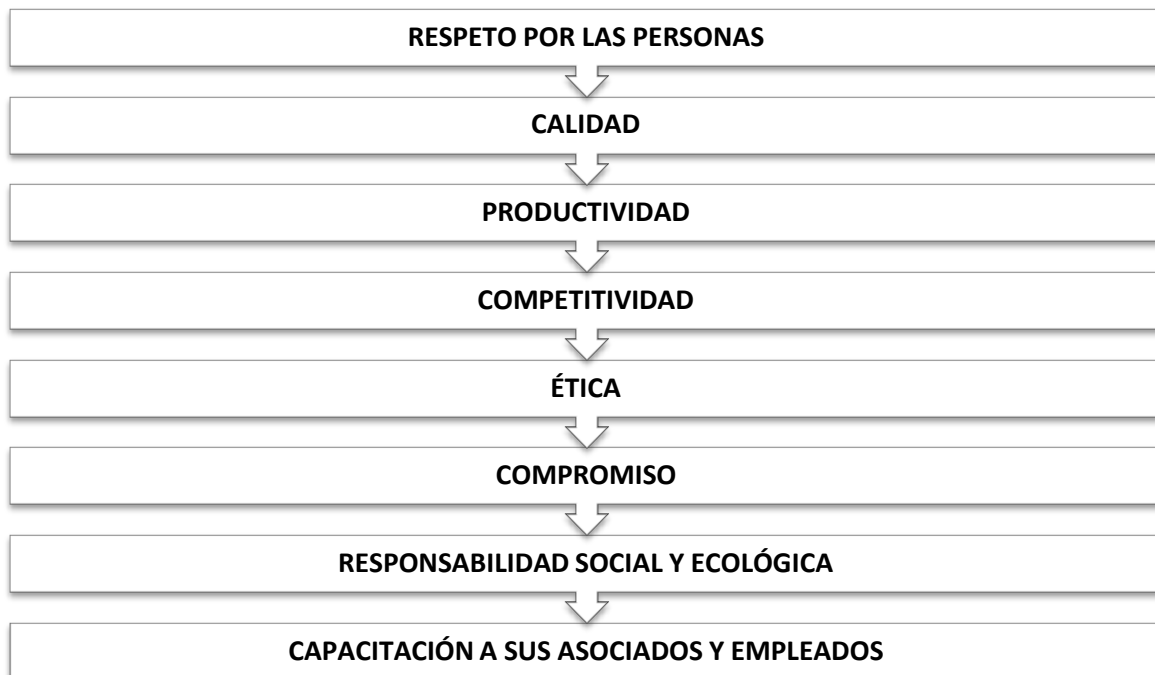 RESPETO POR LAS PERSONAS
CALIDAD
PRODUCTIVIDAD
COMPETITIVIDAD
ÉTICA
COMPROMISO
RESPONSABILIDAD SOCIAL Y ECOLÓGICA
CAPACITACIÓN A SUS ASOCIADOS Y EMPLEADOS